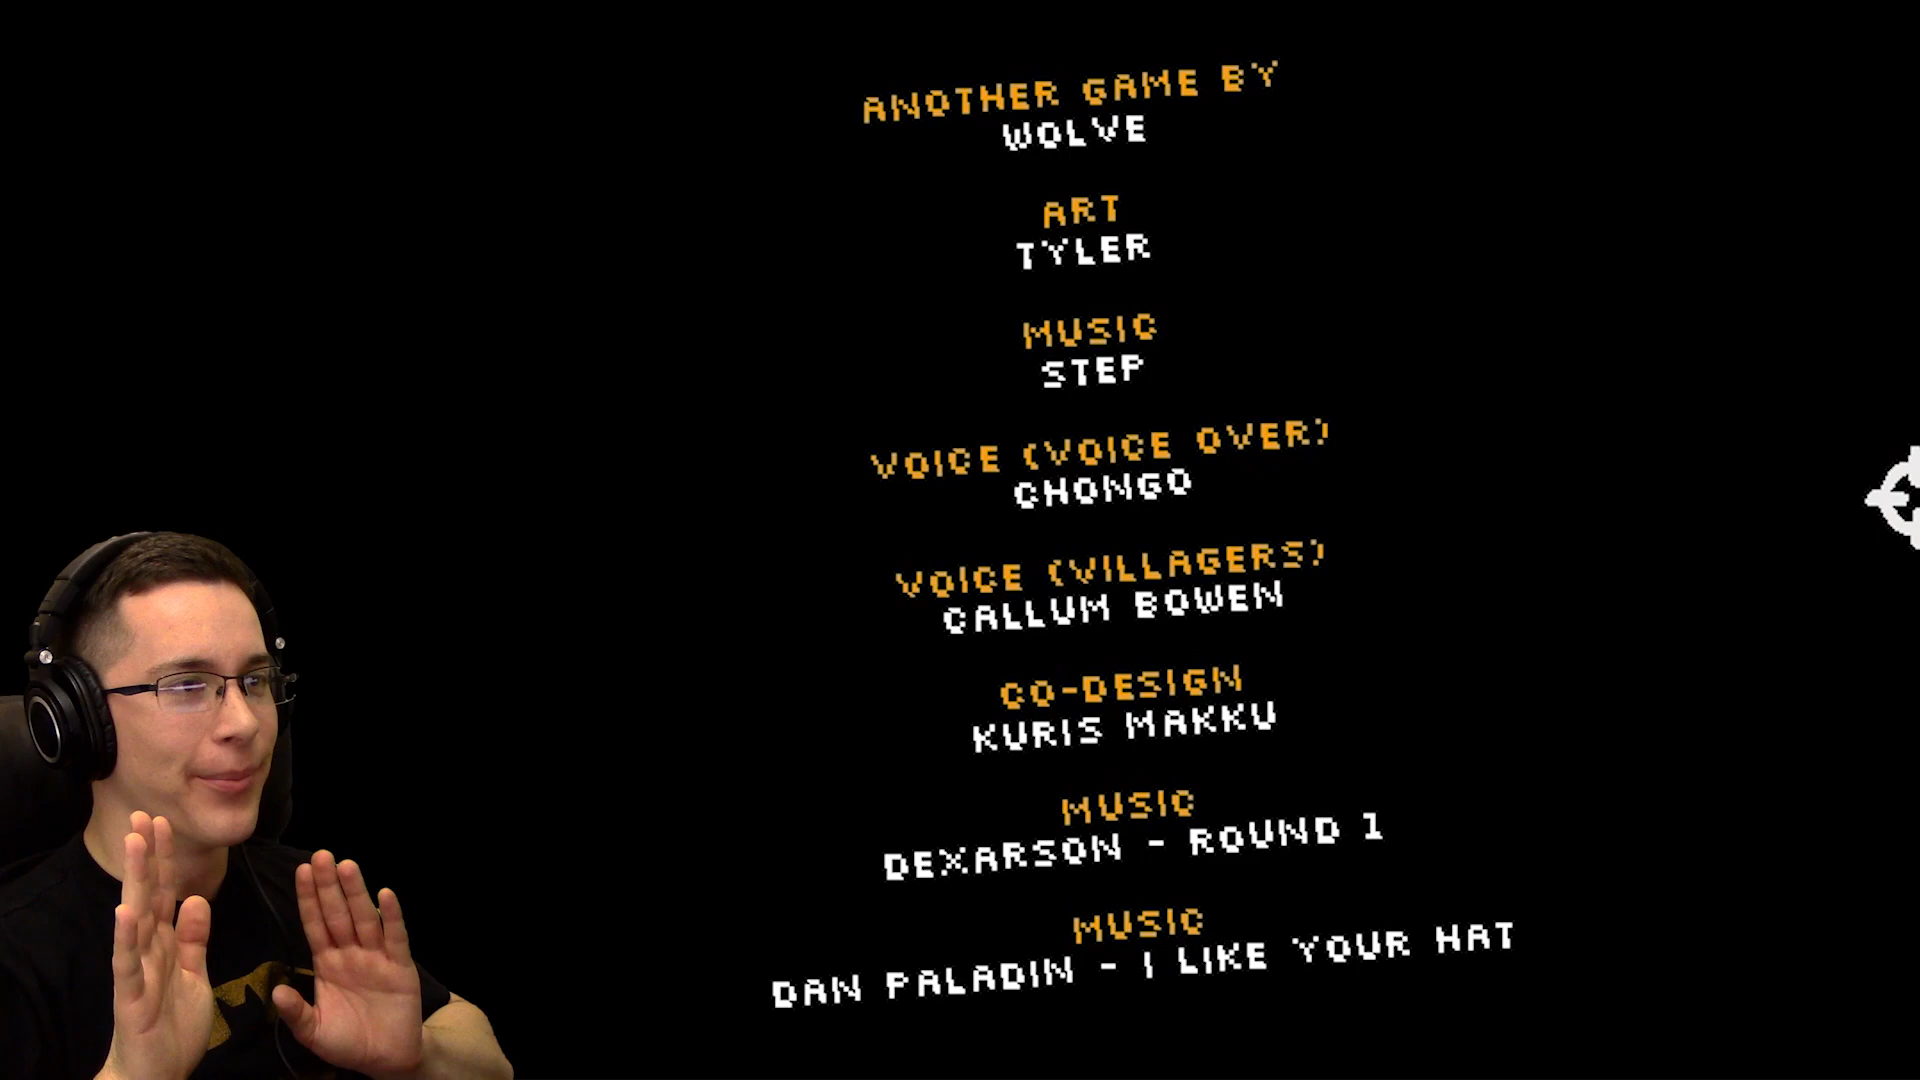 ANOTHER GAME BY
WOLVE
ART
TYLER
MUSIC
STEP
VOICE (VOICE OVER)
CHONGO
VOICE (VILLAGERS)
CALLUM BOWEN
CO-DESIGN
KURIS MAKKU
MUSIC
DEXARSON - ROUND 1
MUSIC
DAN PALADIN - I LIKE YOUR HAT